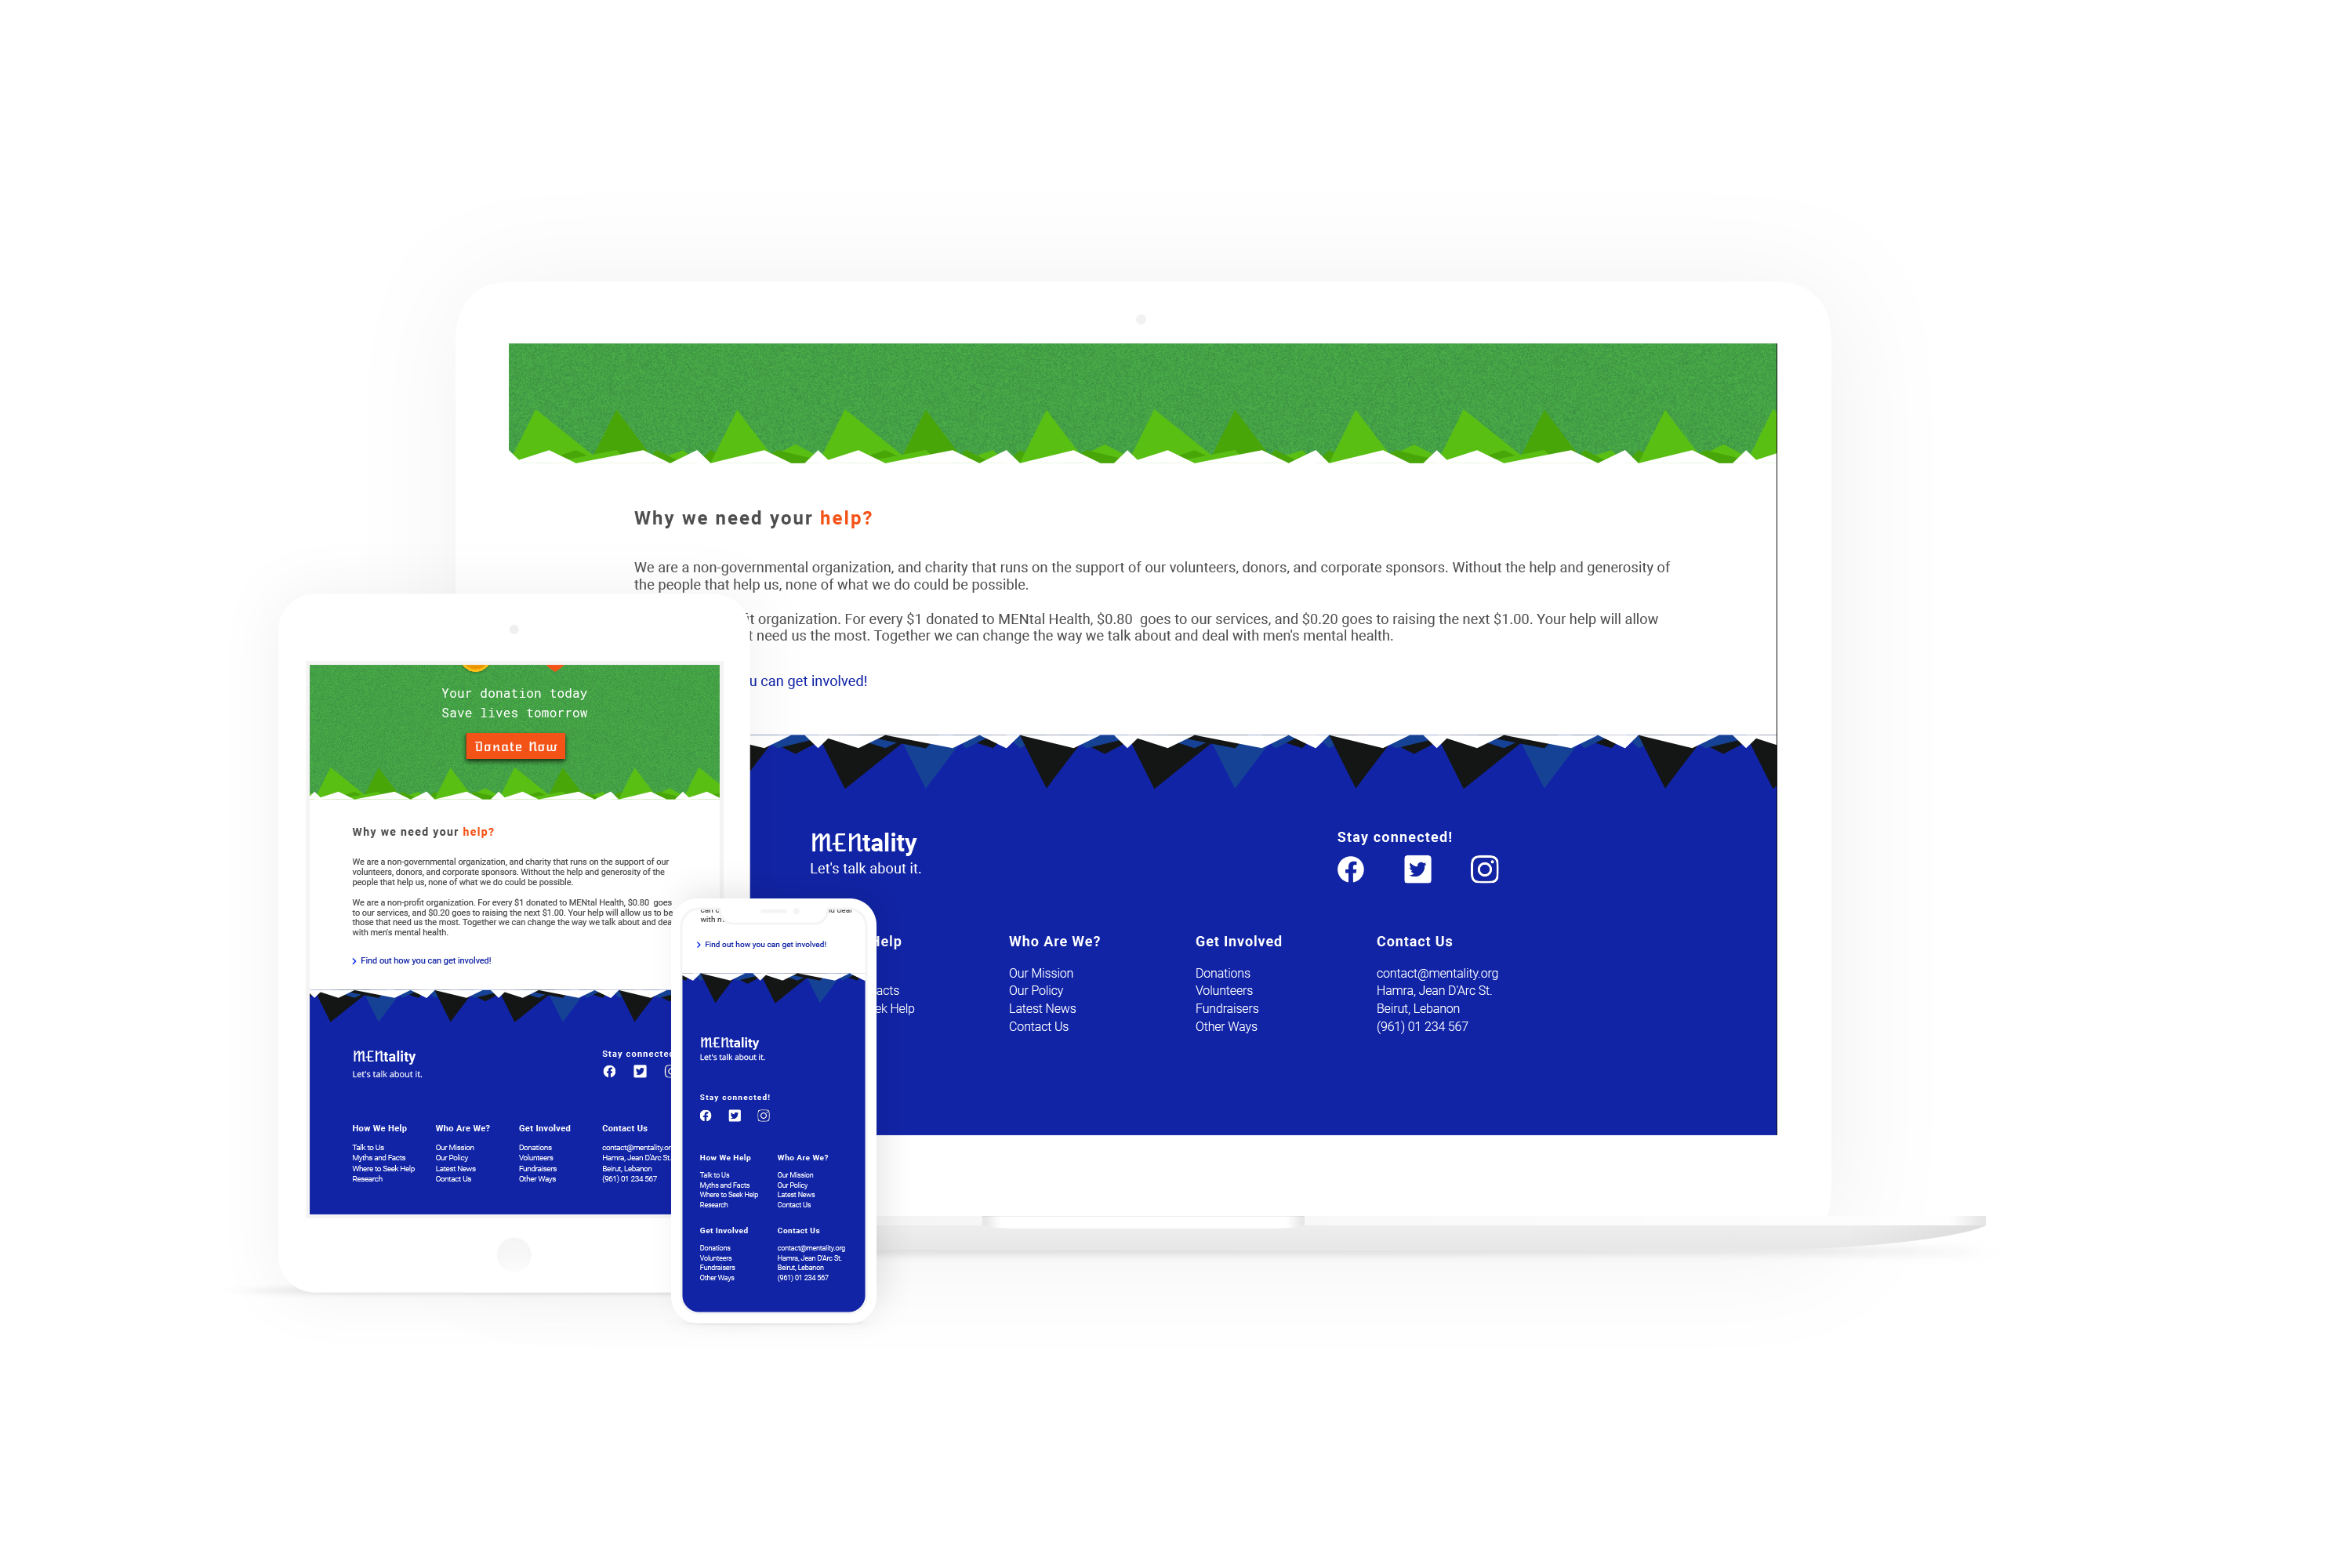 Why we need your help?
We are a non-governmental organization, and charity that runs on the support of our volunteers, donors, and corporate sponsors. Without the help and generosity of
the people that help us, none of what we do could be possible.
organization. For every $1 donated to MENtal Health, $0.80 goes to our services, and $0.20 goes to raising the next $1.00. Your help will allow
need us the most. Together we can change the way we talk about and deal with men's mental health.
can get involved!
MENtality
Let's talk about it.
Stay connected!
Help
Who Are We?
Get Involved
Contact Us
Our Mission
Donations
contact@mentality.org
Our Policy
Volunteers
Hamra, Jean D'Arc St.
Help
Latest News
Fundraisers
Beirut, Lebanon
Contact Us
Other Ways
(961) 01 234 567
Your donation today
Save lives tomorrow
Donate Now
Why we need your help?
We are a non-governmental organization, and charity that runs on the support of our
volunteers, donors, and corporate sponsors. Without the help and generosity of the
people that help us, none of what we do could be possible.
We are a non-profit organization. For every $1 donated to MENtal Health, $0.80 goes
to our services, and $0.20 goes to raising the next $1.00. Your help will allow us to be
those that need us the most. Together we can change the way we talk about and deal
with men's mental health.
Find out how you can get involved!
MENtality
Let's talk about it.
Stay connected
How We Help
Who Are We?
Get Involved
Contact Us
Talk to Us
Our Mission
Donations
contact@mentality.or
Myths and Facts
Our Policy
Volunteers
Hamra, Jean D'Arc St.
Where to Seek Help
Latest News
Fundraisers
Beirut, Lebanon
Research
Contact Us
Other Ways
(961) 01 234 567
with
Find out how you can get involved!
MENtality
Let's talk about it.
Stay connected!
How We Help
Who Are We?
Talk to Us
Our Mission
Myths and Facts
Our Policy
Where to Seek Help
Latest News
Research
Contact Us
Get Involved
Contact Us
Donations
contact@mentality.org
Volunteers
Hamra, Jean D'Arc St.
Fundraisers
Beirut, Lebanon
Other Ways
(961) 01 234 567